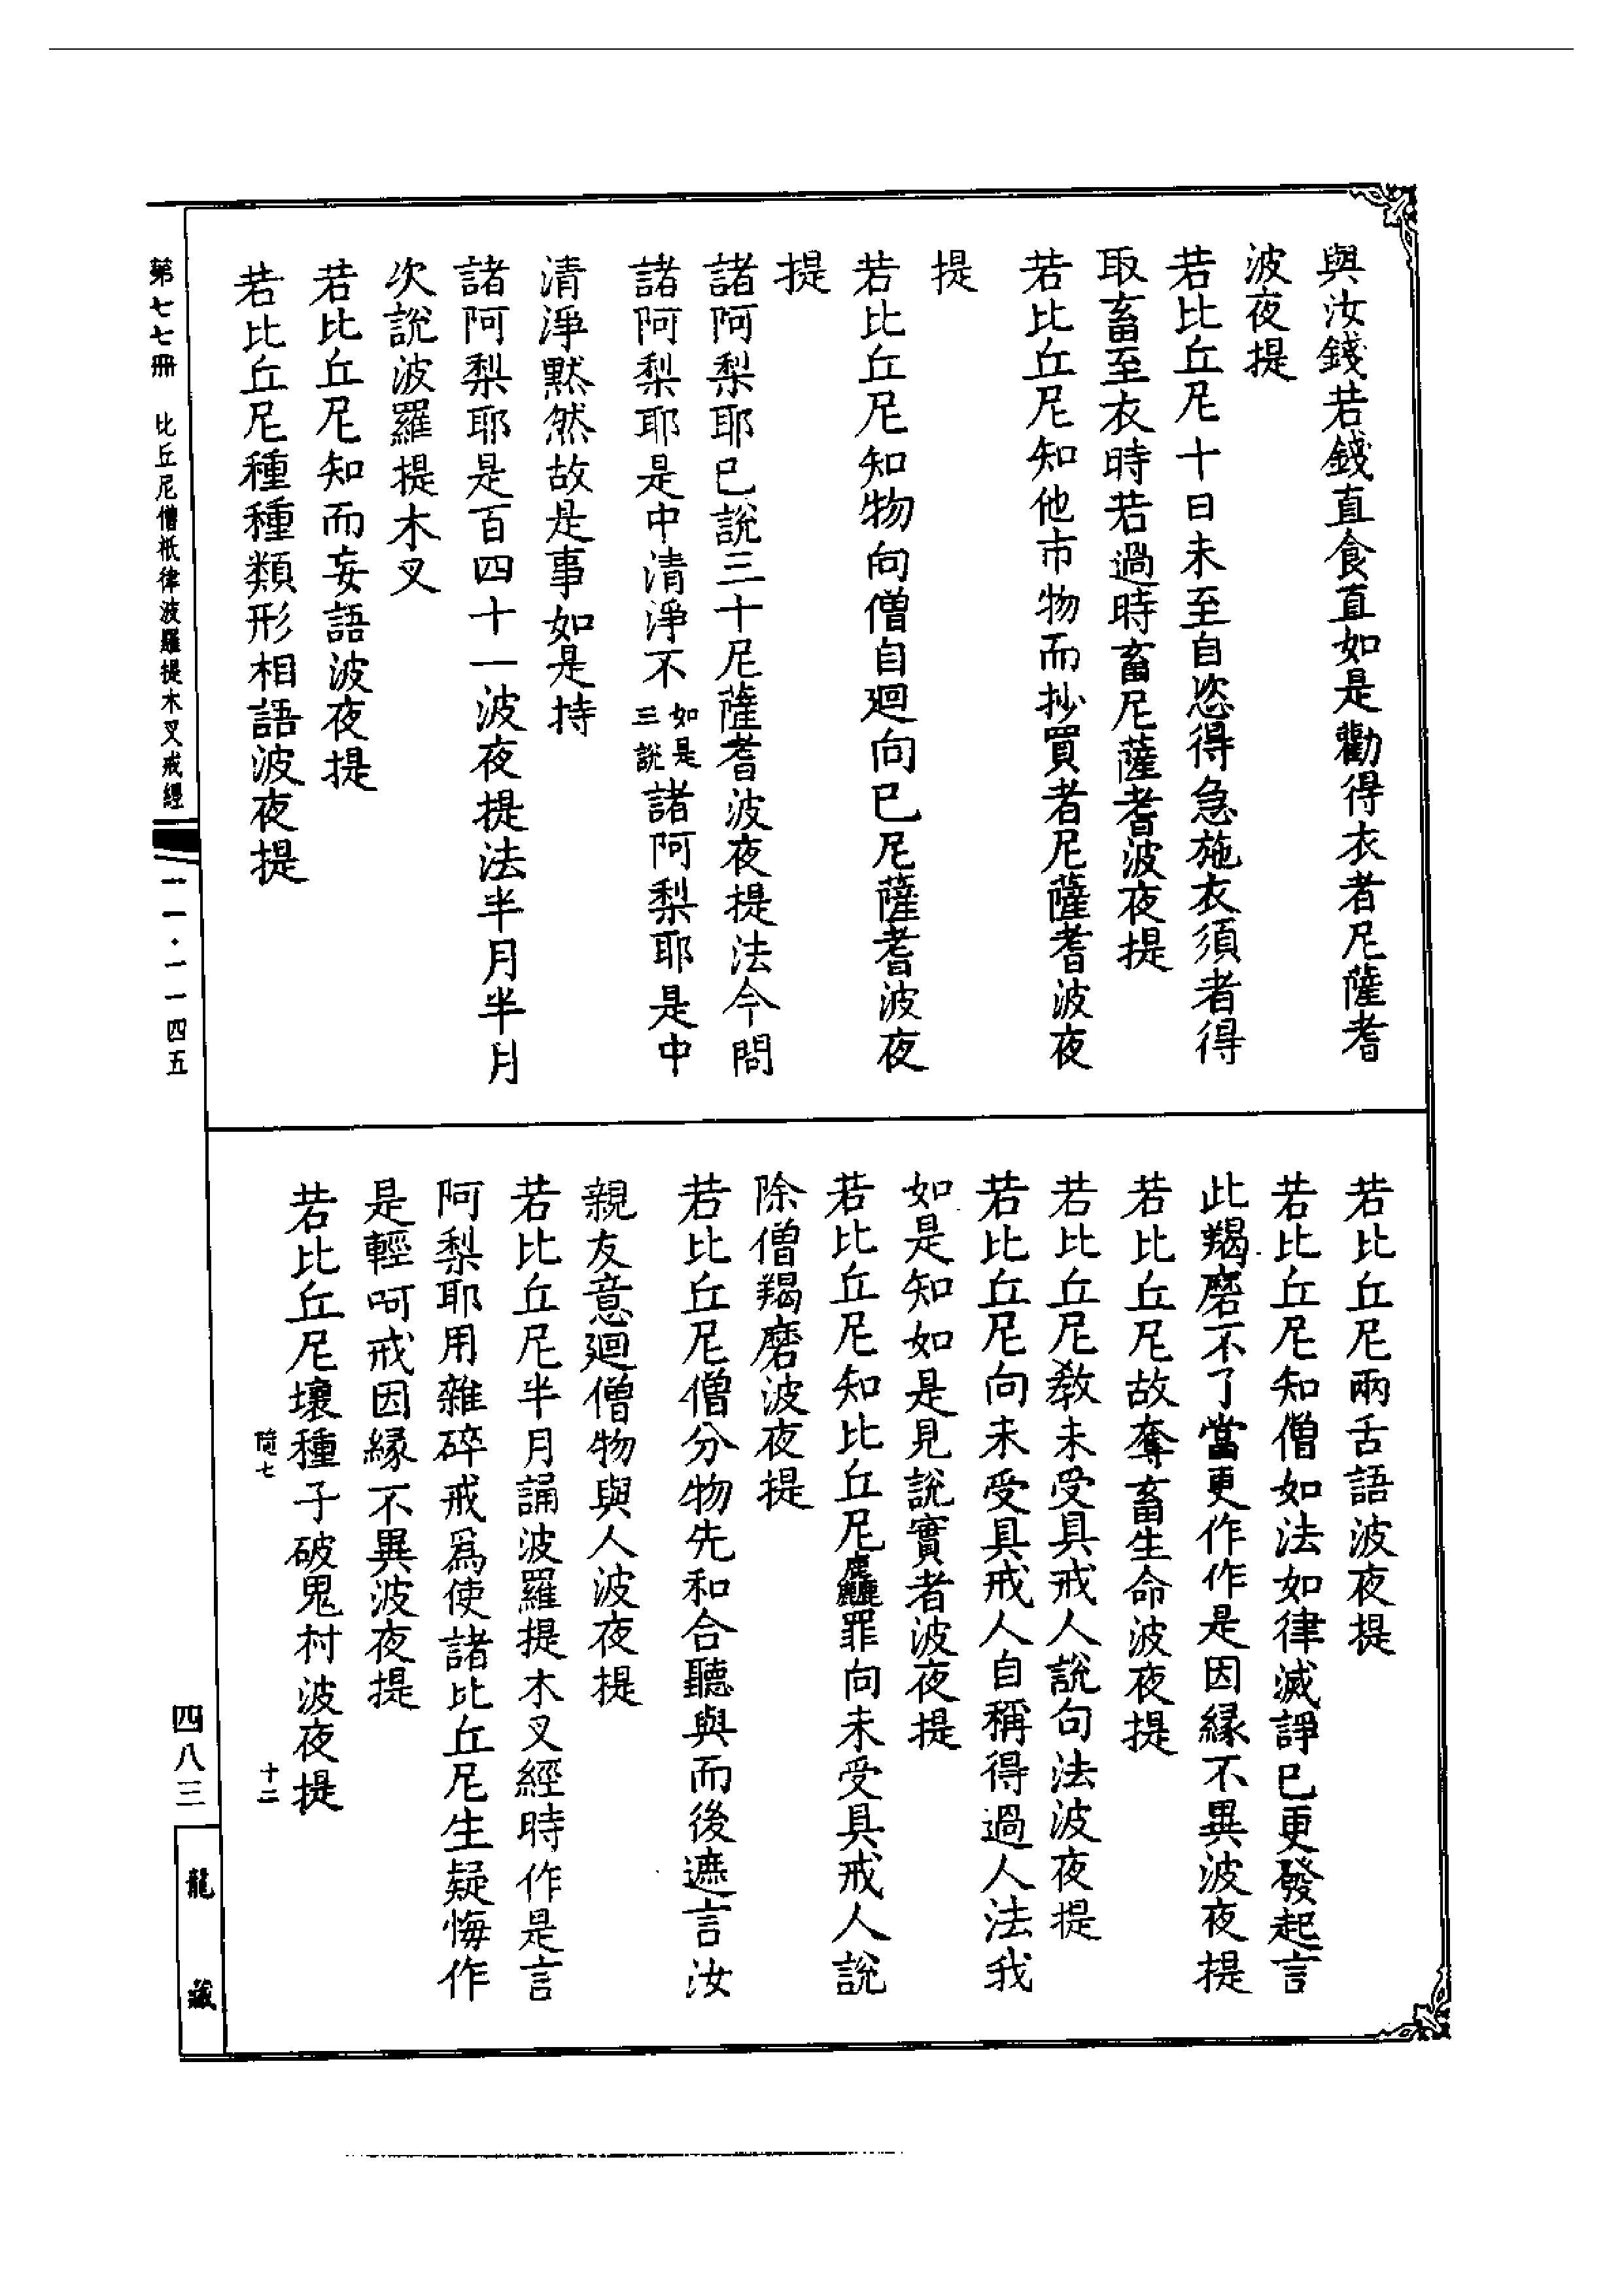 與汝錢若錢直食直如是勸得衣者尼薩耆
波夜提
若比丘尼十日未至自恣得急施衣須者得
取畜至衣時若過時畜尼薩耆波夜提
若比丘尼知他市物而抄買者尼薩耆波夜
提
若比丘尼知物向僧自迴向已尼薩耆波夜
提
諸阿梨耶已說三十尼薩耆波夜提法今問
諸阿梨耶是中清淨不如是三說諸阿梨耶是中
清淨默然故是事如是持
諸阿梨耶是百四十一波夜提法半月半月
次說波羅提木叉
若比丘尼知而妄語波夜提
若比丘尼種種類形相語波夜提
若比丘尼兩舌語波夜提
若比丘尼知僧如法如律滅諍已更發起言
此羯磨不了當更作作是因緣不異波夜提
若比丘尼故奪畜生命波夜提
若比丘尼教未受具戒人說句法波夜提
若比丘尼向未受具戒人自稱得過人法我
如是知如是見說實者波夜提
若比丘尼知比丘尼麤罪向未受具戒人說
除僧羯磨波夜提
若比丘尼僧分物先和合聽與而後遮言汝
親友意迴僧物與人波夜提
若比丘尼半月誦波羅提木叉經時作是言
阿梨耶用雜碎戒爲使諸比丘尼生疑悔作
是輕呵戒因緣不異波夜提
若比丘尼壞種子破鬼村波夜提
隨七 十二
第七七冊 比丘尼僧祇律波羅提木叉戒經
一一·一一四五
四八三
龍藏